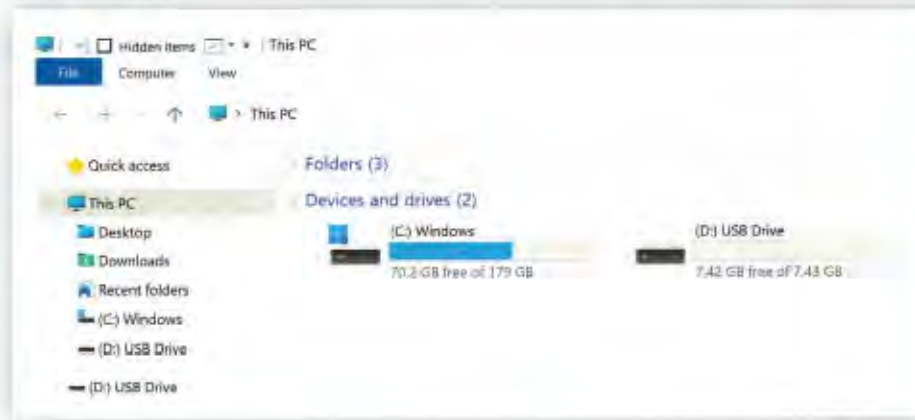 Hidden items This PC
File Computer View
This PC
Quick access
This PC
Desktop
Downloads
Recent folders
(C:) Windows
(D:) USB Drive
(D:) USB Drive
Folders (3)
Devices and drives (2)
(C:) Windows
70.2 GB free of 179 GB
(D:) USB Drive
7.42 GB free of 7.43 GB